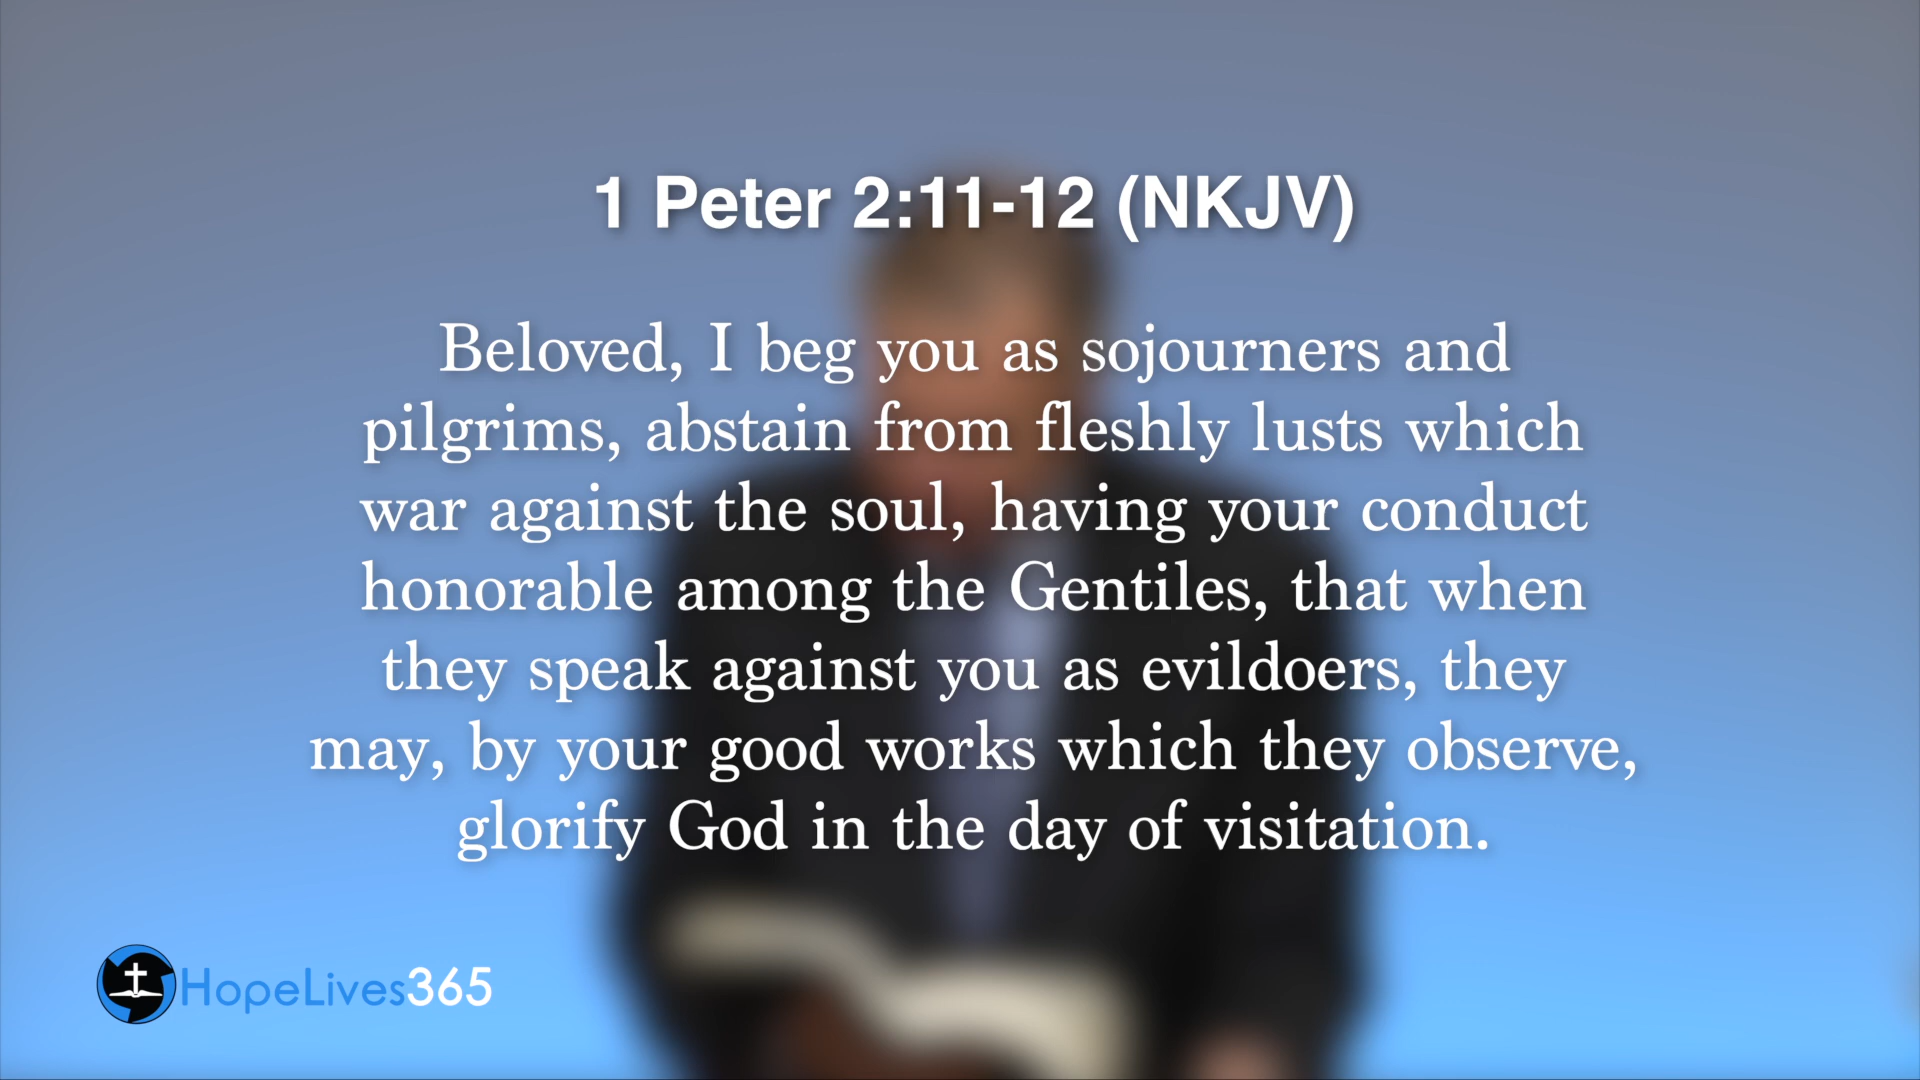 1 Peter 2:11-12 (NKJV)
Beloved, I beg you as sojourners and
pilgrims, abstain from fleshly lusts which
war against the soul, having your conduct
honorable among the Gentiles, that when
they speak against you as evildoers, they
may, by your good works which they observe,
glorify God in the day of visitation.
HopeLives365